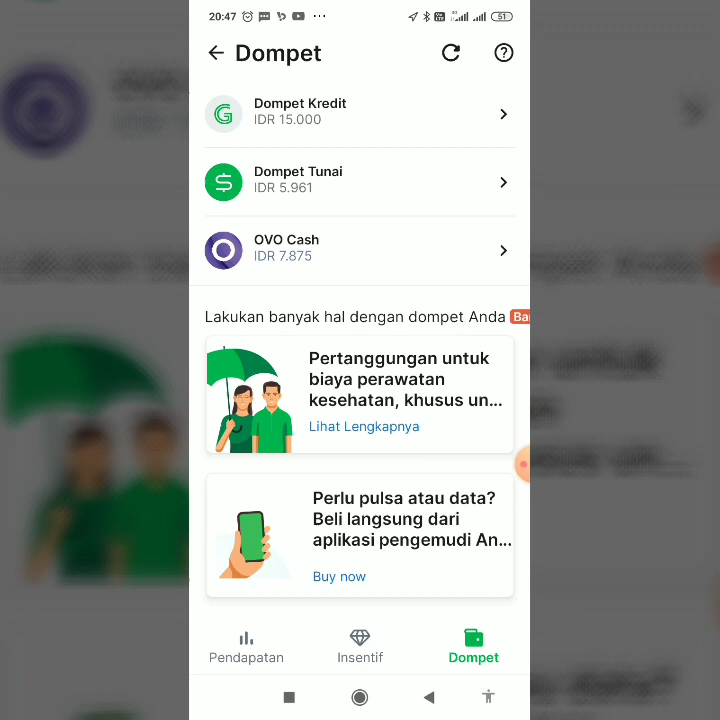 20:47
51
Dompet
Dompet Kredit
IDR 15.000
Dompet Tunai
IDR 5.961
OVO Cash
IDR 7.875
Lakukan banyak hal dengan dompet Anda Ba
Pertanggungan untuk
biaya perawatan
kesehatan, khusus un...
Lihat Lengkapnya
Perlu pulsa atau data?
Beli langsung dari
aplikasi pengemudi An...
Buy now
Pendapatan
Insentif
Dompet